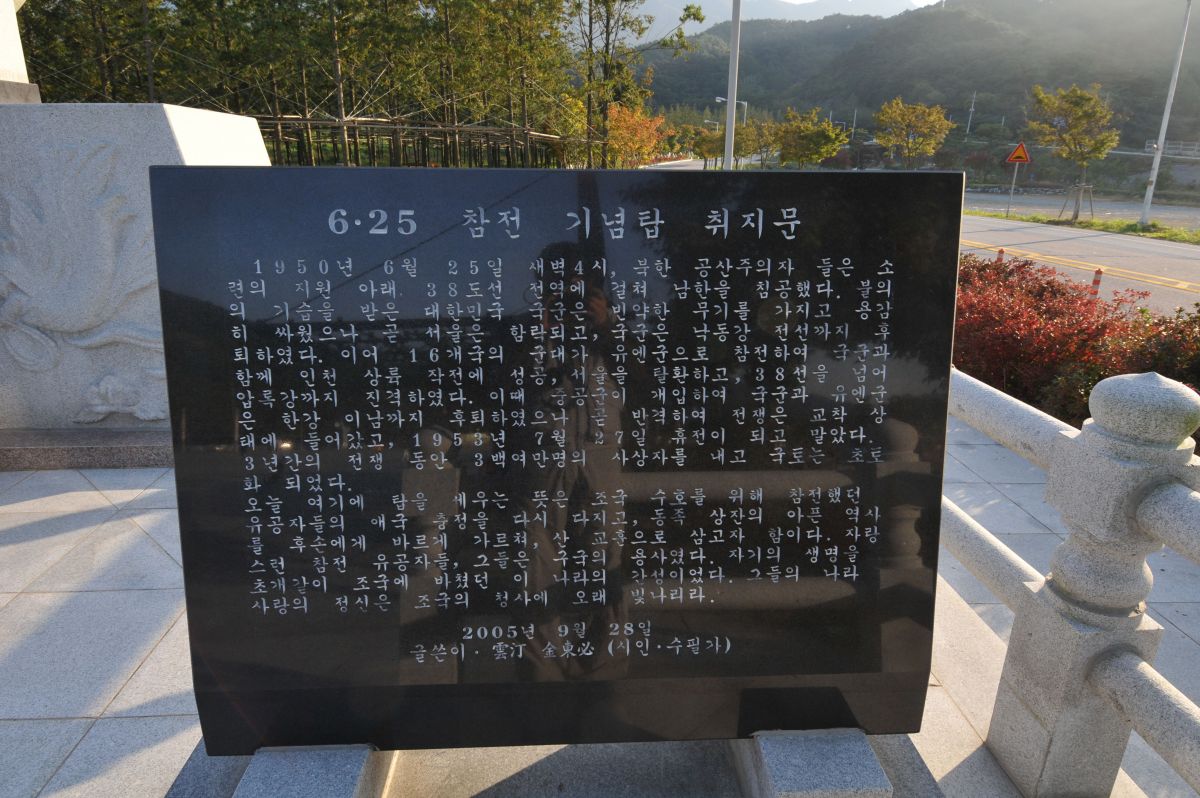 6·25 참전 기념탑 취지문
1950년 6월 25일 새벽4시, 북한 공산주의자 들은 소
련의 지원 아래 38도선 전역에 걸쳐 남한을 침공했다. 불의
의 기습을 받은 대한민국 국군은 빈약한 무기를 가지고 용감
히 싸웠으나 곧 서울은 함락되고, 국군은 낙동강 전선까지 후
퇴하였다. 이어 16개국의 군대가 유엔군으로 참전하여 국군과
함께 인천 상륙 작전에 성공, 서울을 탈환하고, 38선을 넘어
압록강까지 진격하였다. 이 때 중공군이 개입하여 국군과 유엔군
은 한강 이남까지 후퇴하였으나 곧 반격하여 전쟁은 교착 상
태에 들어갔고, 1953년 7월 27일 휴전이 되고 말았다.
3년간의 전쟁 동안 3백여만명의 사상자를 내고 국토는 초토
화 되었다.
오늘 여기에 탑을 세우는 뜻은 조국 수호를 위해 참전했던
유공자들의 애국 충정을 다시 다지고, 동족 상잔의 아픈 역사
를 후손에게 바르게 가르쳐, 산 교훈으로 삼고자 함이다. 자랑
스런 참전 유공자들, 그들은 구국의 용사였다. 자기의 생명을
초개같이 조국에 바쳤던 이 나라의 간성이었다. 그들의 나라
사랑의 정신은 조국의 청사에 오래 빛나리라.
2005년 9월 28일
글쓴이·雲汀 金東必 (시인·수필가)